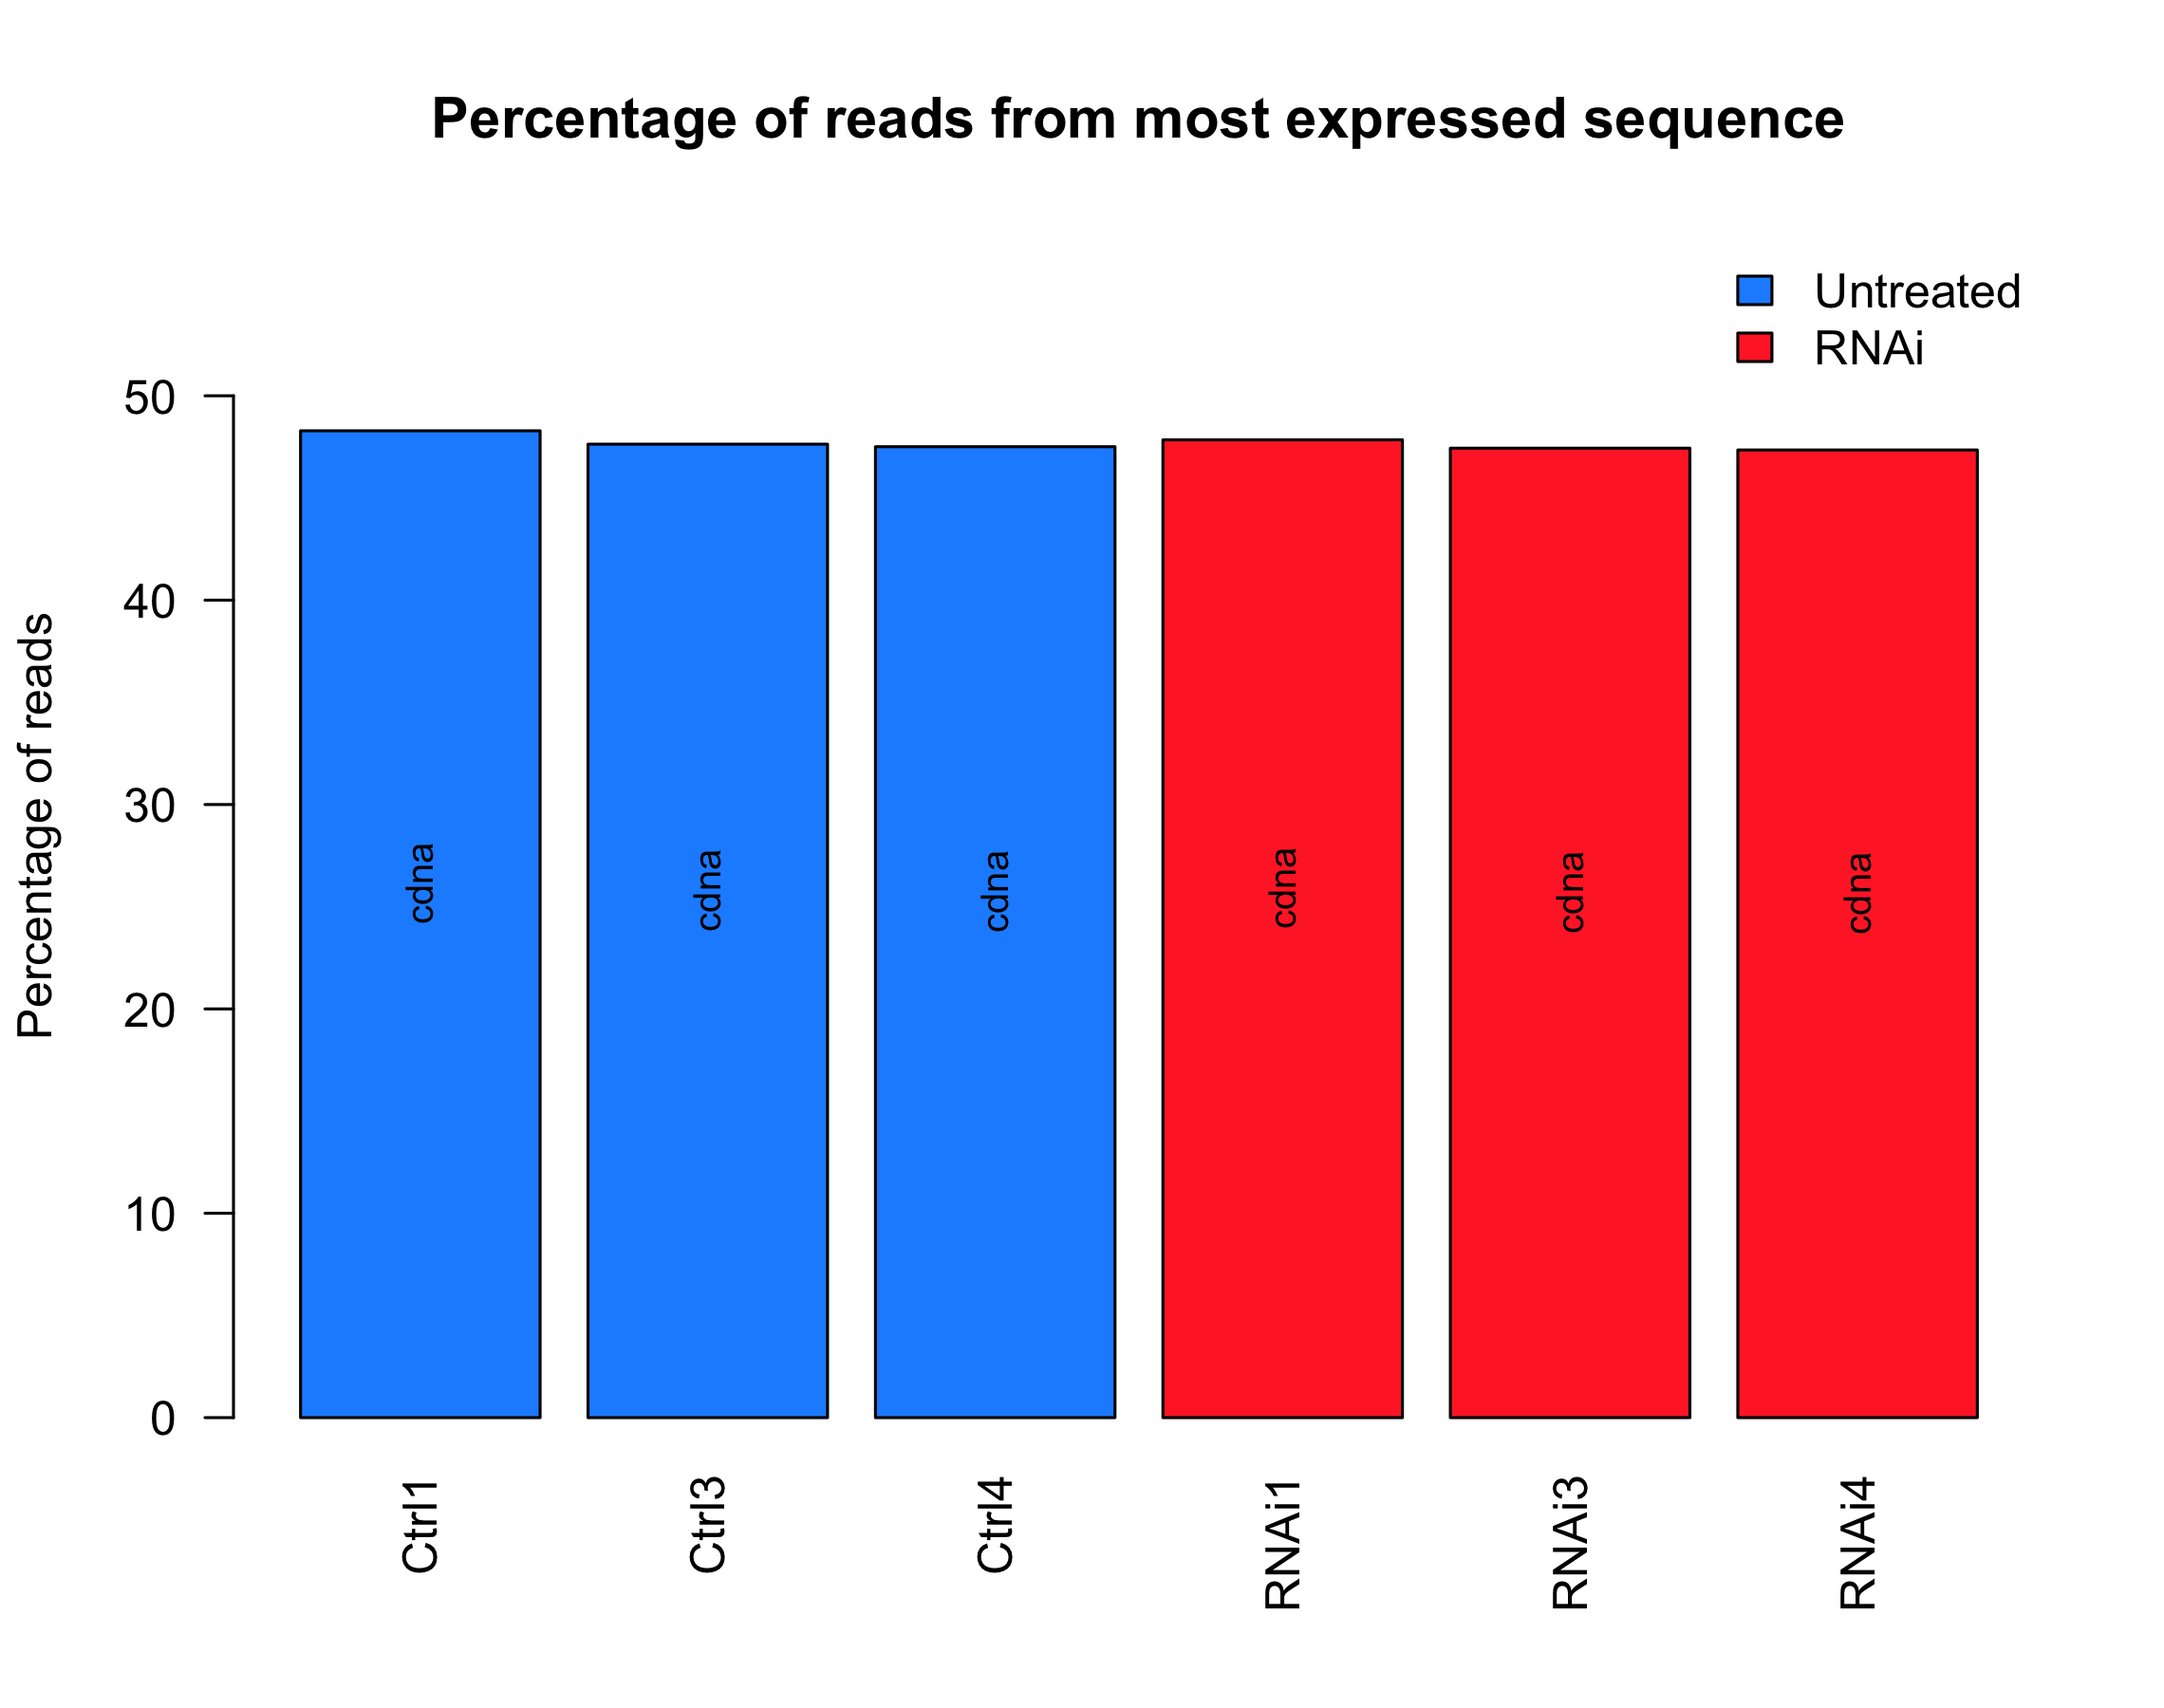 Percentage of reads from most expressed sequence
Untreated
RNAi
Percentage of reads
50
40
30
20
10
0
cdna
cdna
cdna
cdna
cdna
cdna
Ctrl1
Ctrl3
Ctrl4
RNAi1
RNAi3
RNAi4